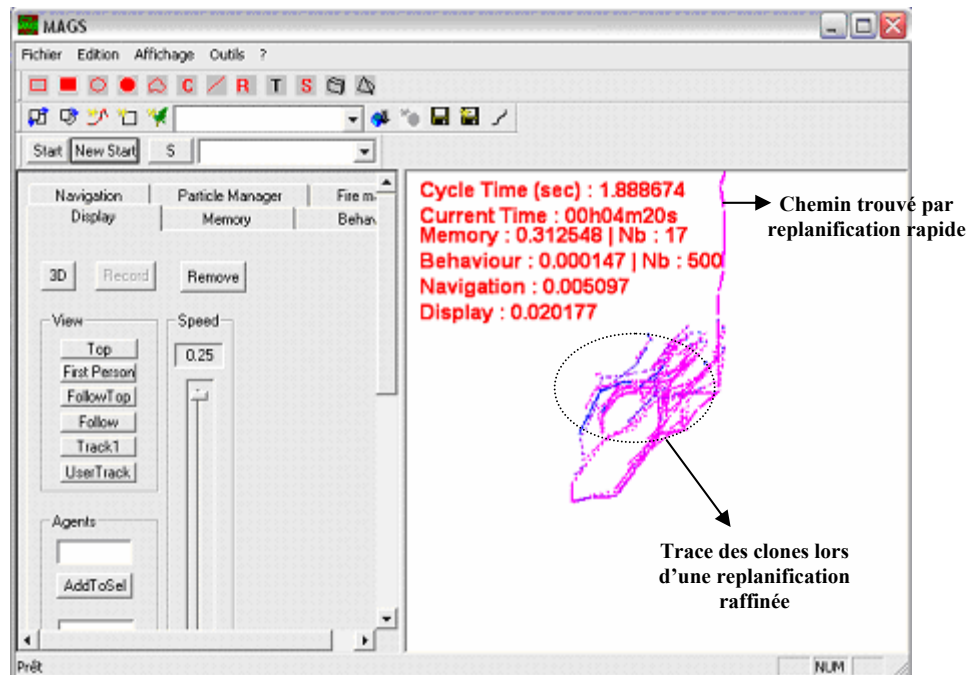 MAGS
Fichier Edition Affichage Outils ?
C R T S
Start New Start S
Navigation Particle Manager Fire m
Display Memory Behav
3D Record Remove
View
Top
First Person
FollowTop
Follow
Track1
UserTrack
Speed
0.25
Agents
AddToSel
Cycle Time (sec) : 1.888674
Current Time : 00h04m20s
Memory : 0.312548 | Nb : 17
Behaviour : 0.000147 | Nb : 500
Navigation : 0.005097
Display : 0.020177
Chemin trouvé par
replanification rapide
Trace des clones lors
d'une replanification
raffinée
Prêt NUM